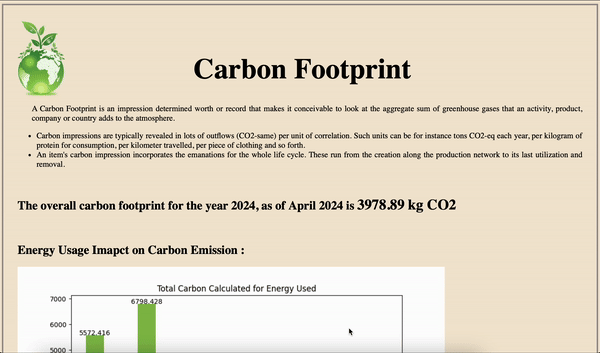 Carbon Footprint
A Carbon Footprint is an impression determined worth or record that makes it conceivable to look at the aggregate sum of greenhouse gases that an activity, product,
company or country adds to the atmosphere.
Carbon impressions are typically revealed in lots of outflows (CO2-same) per unit of correlation. Such units can be for instance tons CO2-eq each year, per kilogram of
protein for consumption, per kilometer travelled, per piece of clothing and so forth.
An item's carbon impression incorporates the emanations for the whole life cycle. These run from the creation along the production network to its last utilization and
removal.
The overall carbon footprint for the year 2024, as of April 2024 is 3978.89 kg CO2
Energy Usage Imapct on Carbon Emission :
Total Carbon Calculated for Energy Used
7000
6798.428
6000
5572.416
5000